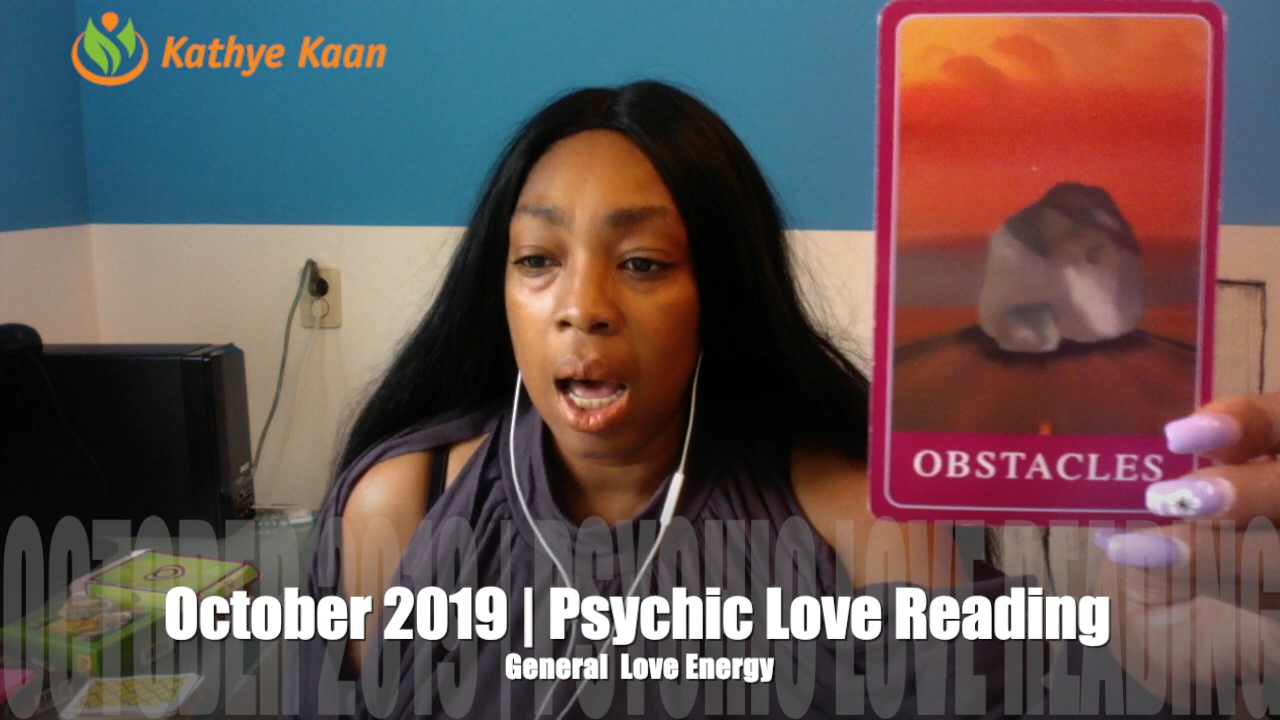 Kathye Kaan
OBSTACLES
OCTOBER 2019 | PSYCHIC LOVE READING
October 2019 | Psychic Love Reading
General Love Energy